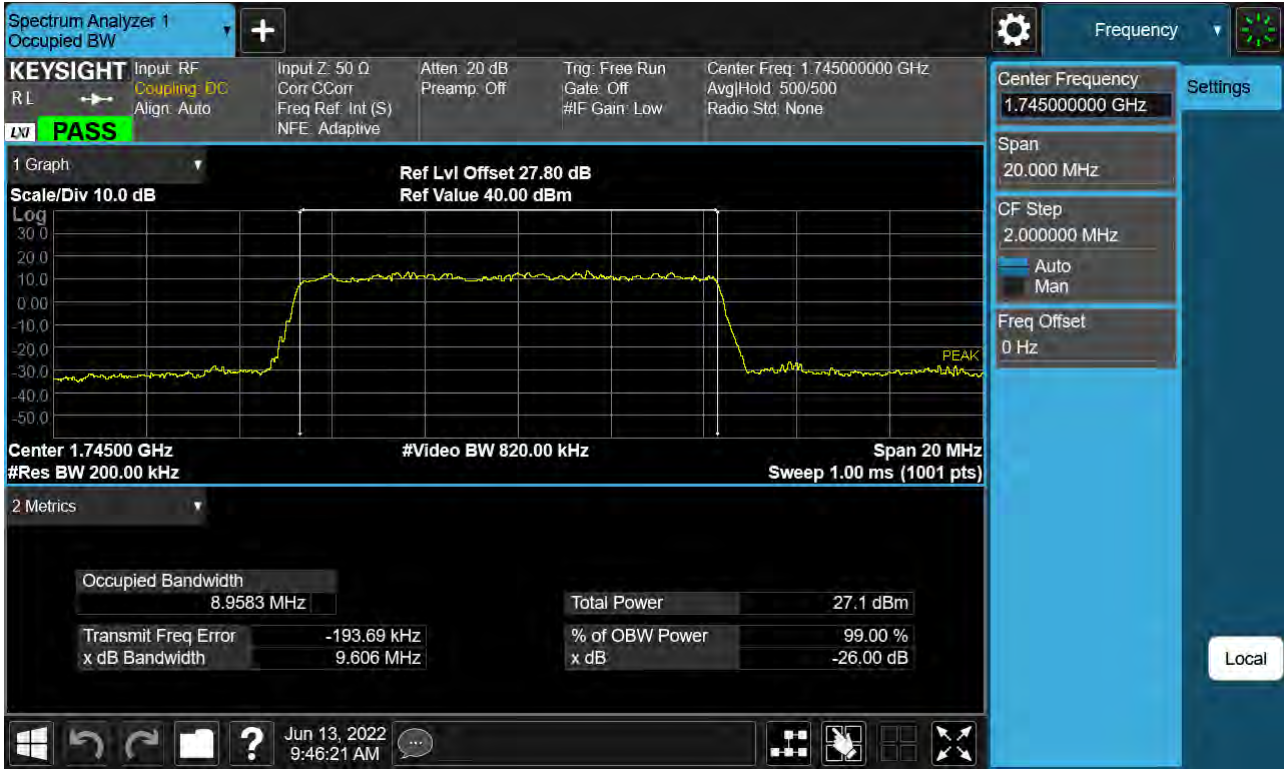 Spectrum Analyzer 1
Occupied BW
Frequency
KEYSIGHT
RL
LXI
PASS
Input: RF
Coupling: DC
Align: Auto
Input Z: 50 Ω
Corr CCorr
Freq Ref: Int (S)
NFE: Adaptive
Atten: 20 dB
Preamp: Off
Trig: Free Run
Gate: Off
#IF Gain: Low
Center Freq: 1.745000000 GHz
Avg|Hold: 500/500
Radio Std: None
1 Graph
Scale/Div 10.0 dB
Ref Lvl Offset 27.80 dB
Ref Value 40.00 dBm
Log
30.0
20.0
10.0
0.00
-10.0
-20.0
-30.0
-40.0
-50.0
PEAK
Center 1.74500 GHz
#Video BW 820.00 kHz
Span 20 MHz
#Res BW 200.00 kHz
Sweep 1.00 ms (1001 pts)
2 Metrics
Occupied Bandwidth
8.9583 MHz
Total Power 27.1 dBm
Transmit Freq Error -193.69 kHz
% of OBW Power 99.00 %
x dB Bandwidth 9.606 MHz
x dB -26.00 dB
Center Frequency
1.745000000 GHz
Settings
Span
20.000 MHz
CF Step
2.000000 MHz
Auto
Man
Freq Offset
0 Hz
Local
?
Jun 13, 2022
9:46:21 AM